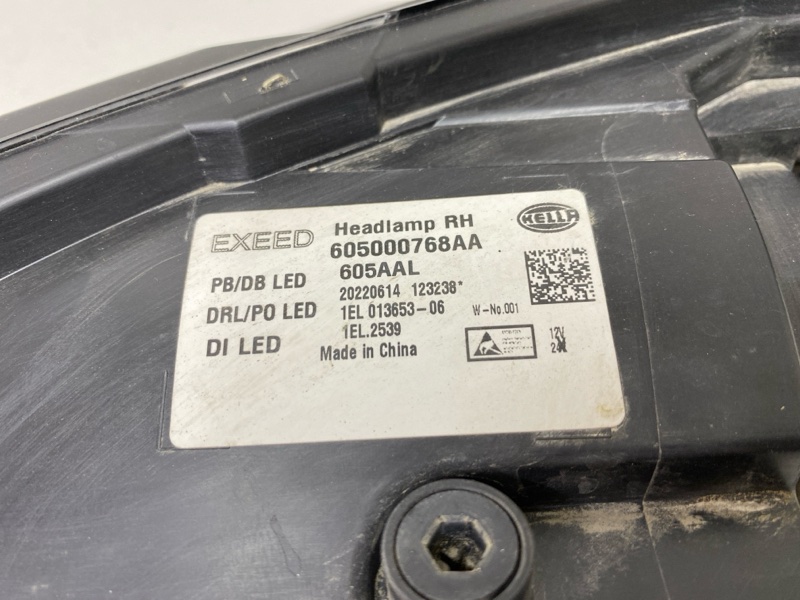 EXEED
Headlamp RH
HELLA
605000768AA
605AAL
PB/DB LED
20220614 123238*
DRL/PO LED
1EL 013653-06
W-No.001
DI LED
1EL.2539
12V
Made in China